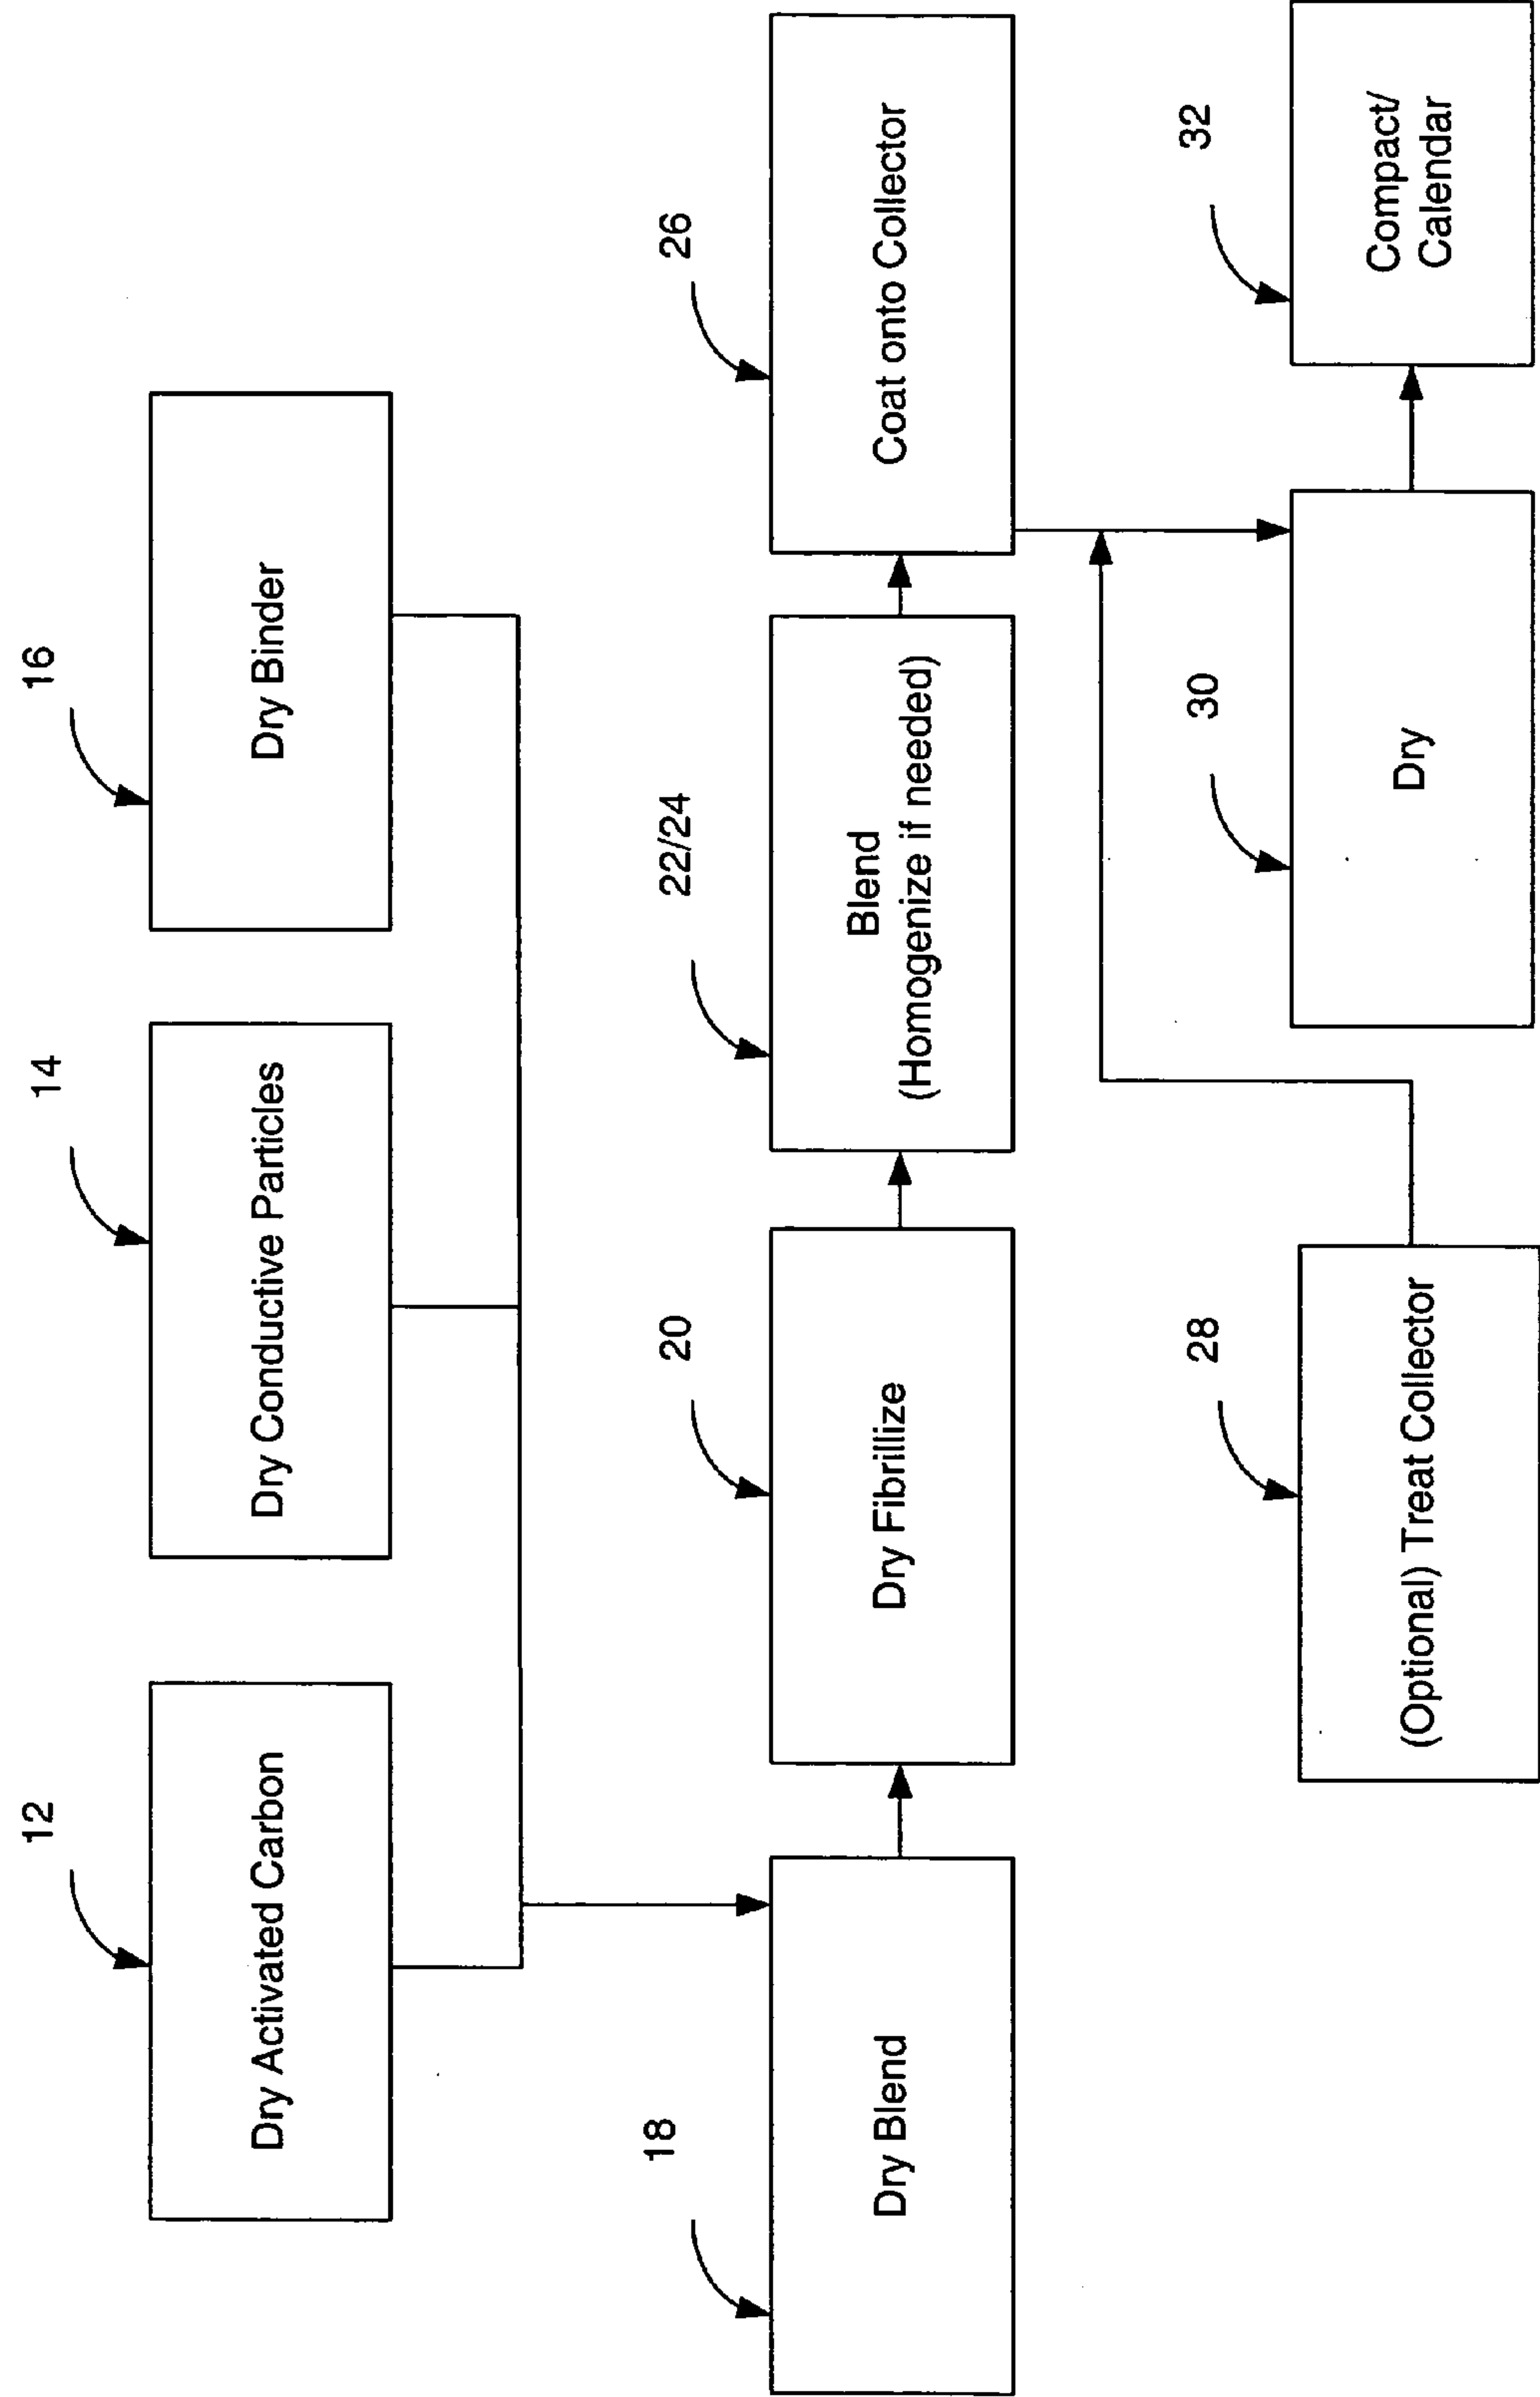 12
Dry Activated Carbon
14
Dry Conductive Particles
16
Dry Binder
18
Dry Blend
20
Dry Fibrillize
22/24
Blend
(Homogenize if needed)
26
Coat onto Collector
28
(Optional) Treat Collector
30
Dry
32
Compact/
Calendar